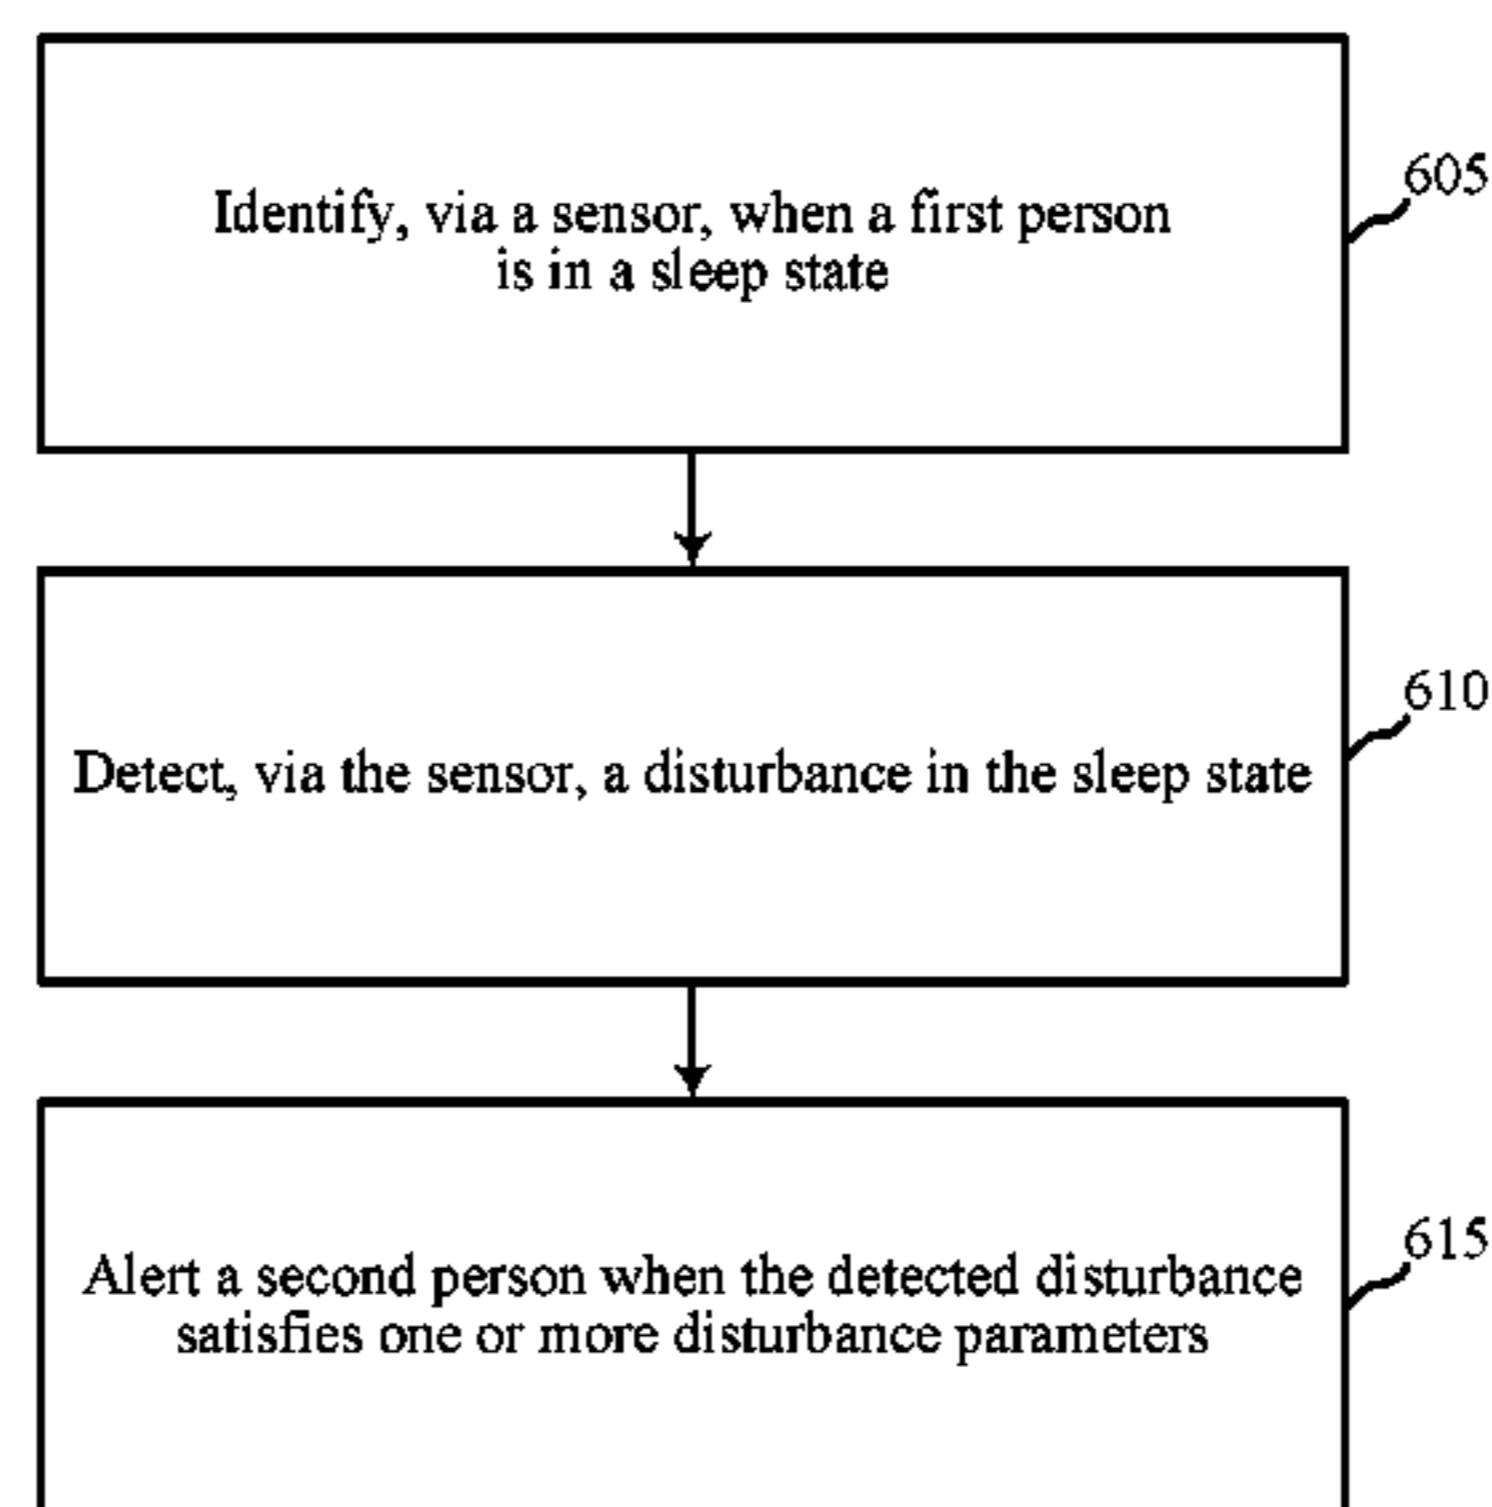 605
Identify, via a sensor, when a first person
is in a sleep state
610
Detect, via the sensor, a disturbance in the sleep state
615
Alert a second person when the detected disturbance
satisfies one or more disturbance parameters